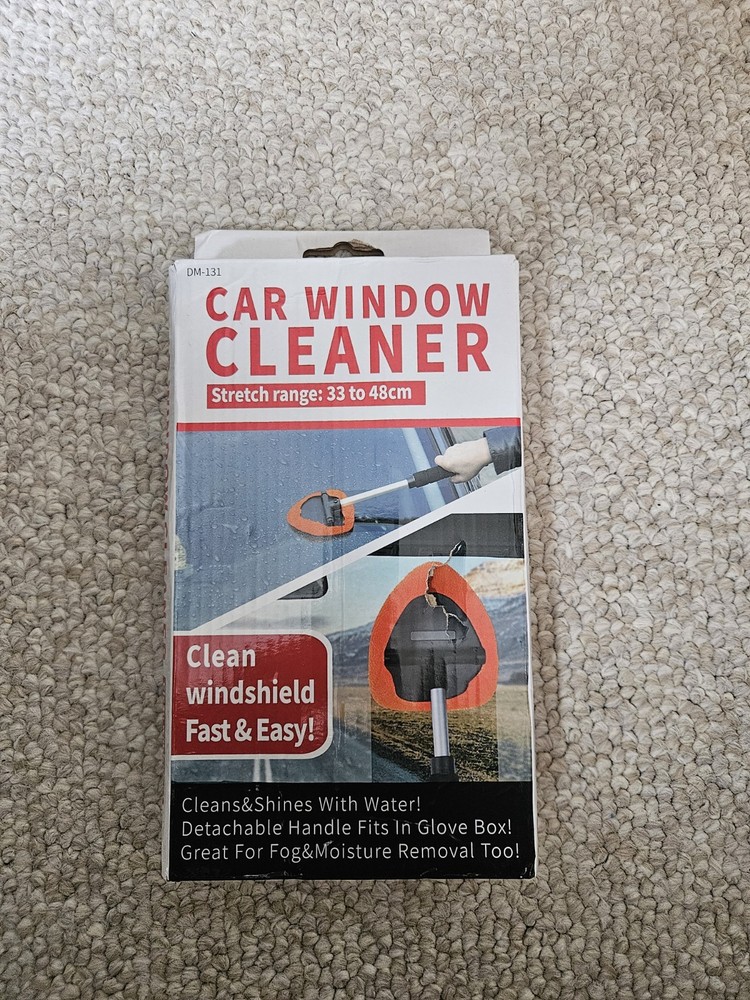 DM-131
CAR WINDOW
CLEANER
Stretch range: 33 to 48cm
Clean
windshield
Fast & Easy!
Cleans&Shines With Water!
Detachable Handle Fits In Glove Box!
Great For Fog&Moisture Removal Too!